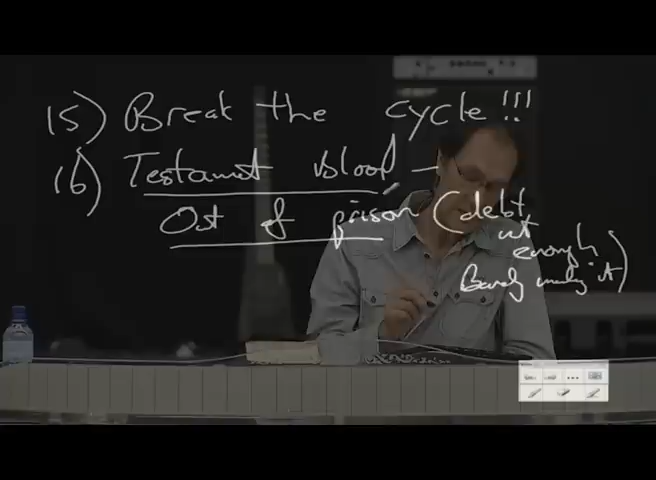 15) Break the cycle!!!
16) Testament blood –
Out of prison (debt
not
enough
Barely making it)